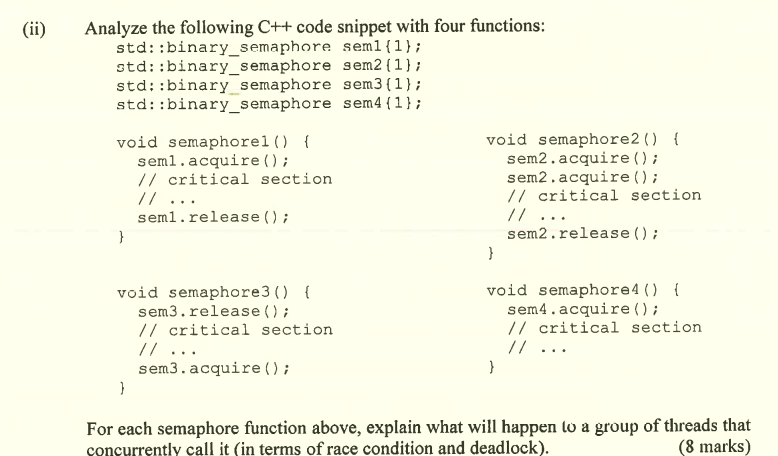 (ii) Analyze the following C++ code snippet with four functions:
std::binary_semaphore sem1{1};
std::binary_semaphore sem2{1};
std::binary_semaphore sem3{1};
std::binary_semaphore sem4{1};
void semaphore1() {
sem1.acquire();
// critical section
// ...
sem1.release();
}
void semaphore2() {
sem2.acquire();
sem2.acquire();
// critical section
// ...
sem2.release();
}
void semaphore3() {
sem3.release();
// critical section
// ...
sem3.acquire();
}
void semaphore4() {
sem4.acquire();
// critical section
// ...
}
For each semaphore function above, explain what will happen to a group of threads that
concurrently call it (in terms of race condition and deadlock). (8 marks)